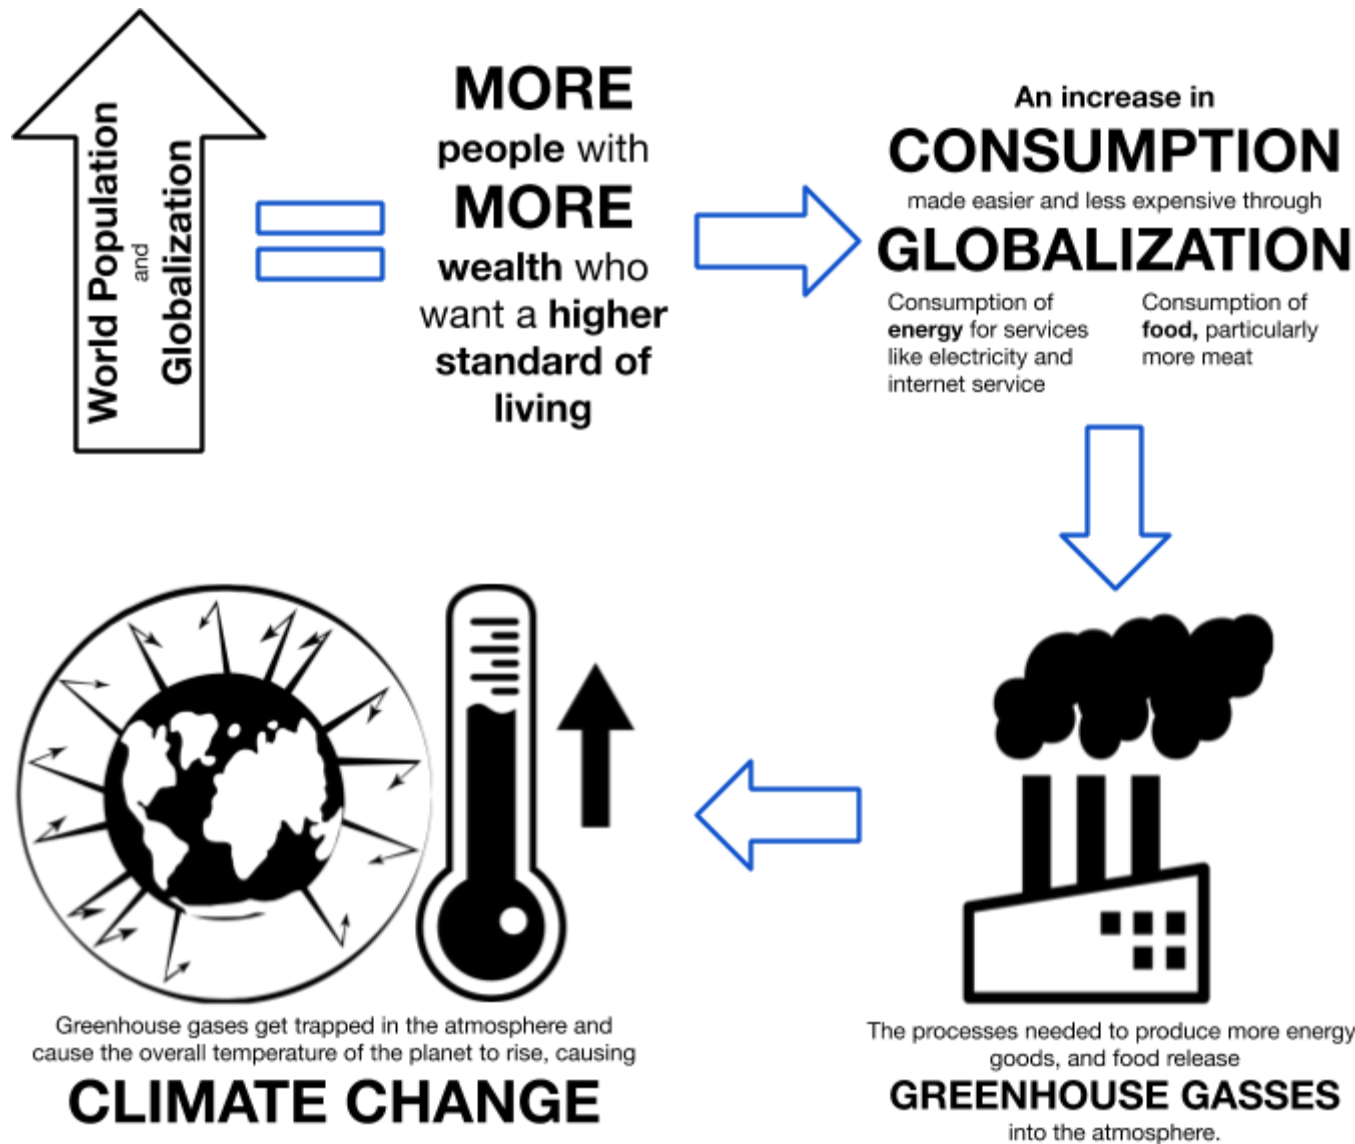 World Population
and
Globalization
MORE
people with
MORE
wealth who
want a higher
standard of
living
An increase in
CONSUMPTION
made easier and less expensive through
GLOBALIZATION
Consumption of
energy for services
like electricity and
internet service
Consumption of
food, particularly
more meat
The processes needed to produce more energy
goods, and food release
GREENHOUSE GASSES
into the atmosphere.
Greenhouse gases get trapped in the atmosphere and
cause the overall temperature of the planet to rise, causing
CLIMATE CHANGE